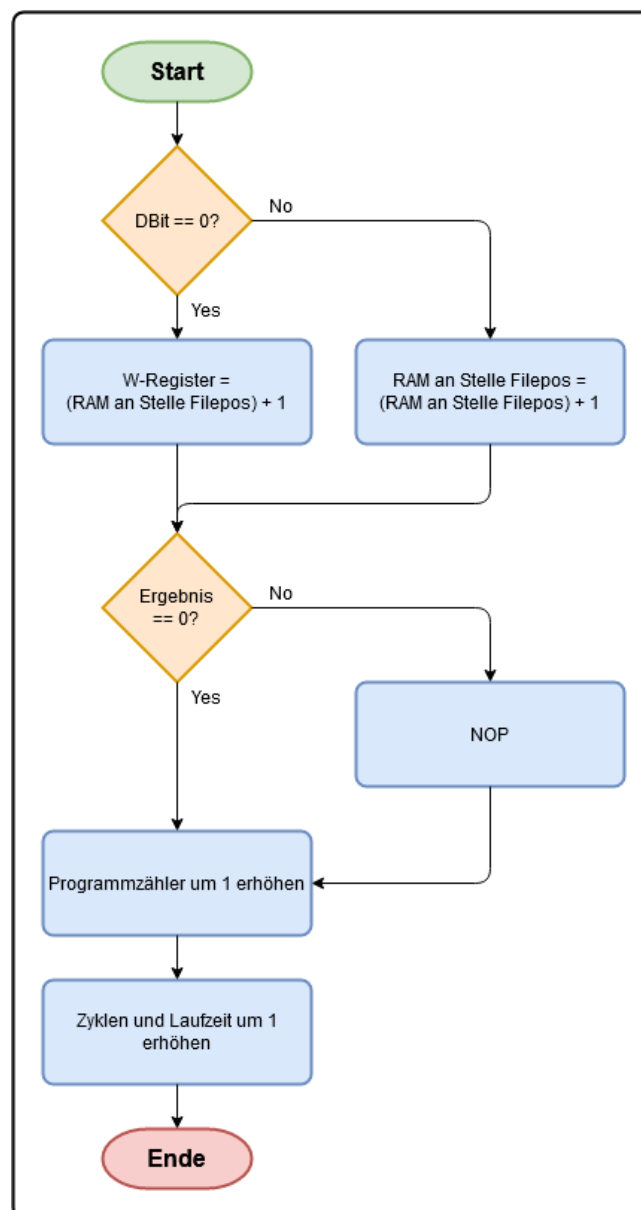 Start
DBit == 0?
No
Yes
W-Register =
(RAM an Stelle Filepos) + 1
RAM an Stelle Filepos =
(RAM an Stelle Filepos) + 1
Ergebnis
== 0?
No
Yes
NOP
Programmzähler um 1 erhöhen
Zyklen und Laufzeit um 1
erhöhen
Ende